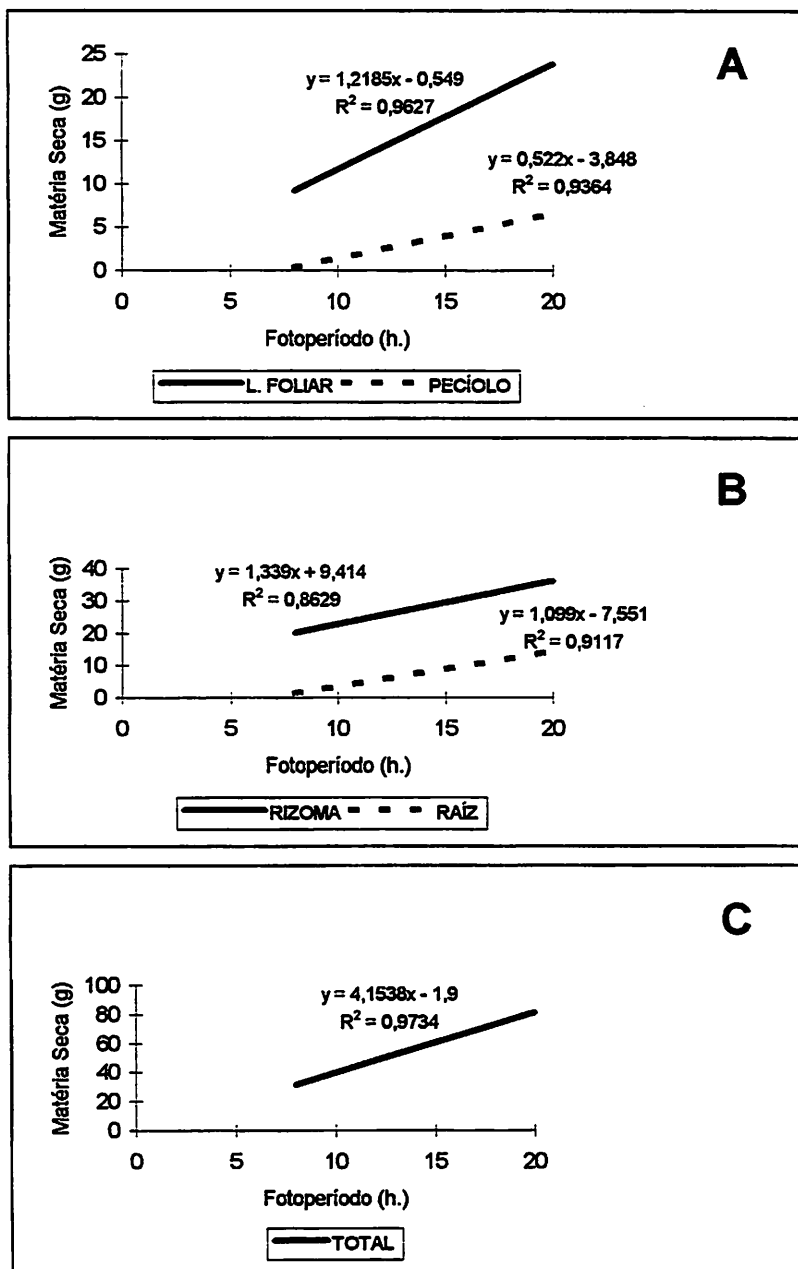 A
Matéria Seca (g)
25
20
15
10
5
0
y = 1,2185x - 0,549
R² = 0,9627
y = 0,522x - 3,848
R² = 0,9364
0 5 10 15 20
Fotoperíodo (h.)
L. FOLIAR PECÍOLO
B
Matéria Seca (g)
40
30
20
10
0
y = 1,339x + 9,414
R² = 0,8629
y = 1,099x - 7,551
R² = 0,9117
0 5 10 15 20
Fotoperíodo (h.)
RIZOMA RAÍZ
C
Matéria Seca (g)
100
80
60
40
20
0
y = 4,1538x - 1,9
R² = 0,9734
0 5 10 15 20
Fotoperíodo (h.)
TOTAL